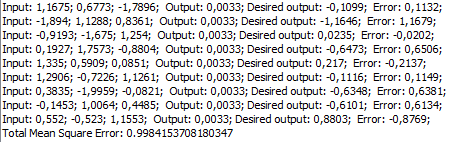 Input: 1,1675; 0,6773; -1,7896;  Output: 0,0033; Desired output: -0,1099;  Error: 0,1132;
Input: -1,894; 1,1288; 0,8361;  Output: 0,0033; Desired output: -1,1646;  Error: 1,1679;
Input: -0,9193; -1,675; 1,254;  Output: 0,0033; Desired output: 0,0235;  Error: -0,0202;
Input: 0,1927; 1,7573; -0,8804;  Output: 0,0033; Desired output: -0,6473;  Error: 0,6506;
Input: 1,335; 0,5909; 0,0851;  Output: 0,0033; Desired output: 0,217;  Error: -0,2137;
Input: 1,2906; -0,7226; 1,1261;  Output: 0,0033; Desired output: -0,1116;  Error: 0,1149;
Input: 0,3835; -1,9959; -0,0821;  Output: 0,0033; Desired output: -0,6348;  Error: 0,6381;
Input: -0,1453; 1,0064; 0,4485;  Output: 0,0033; Desired output: -0,6101;  Error: 0,6134;
Input: 0,552; -0,523; 1,1553;  Output: 0,0033; Desired output: 0,8803;  Error: -0,8769;
Total Mean Square Error: 0.9984153708180347